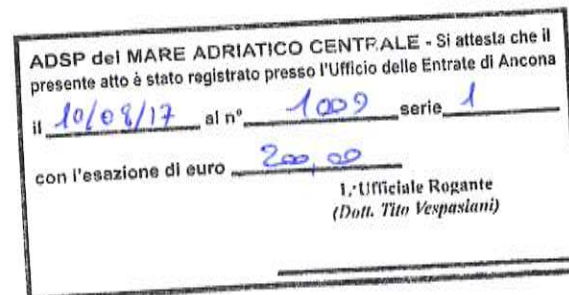 ADSP del MARE ADRIATICO CENTRALE - Si attesta che il
presente atto è stato registrato presso l'Ufficio delle Entrate di Ancona
il 10/08/17 al n° 1009 serie 1
con l'esazione di euro 200,00
L'Ufficiale Rogante
(Dott. Tito Vespasiani)